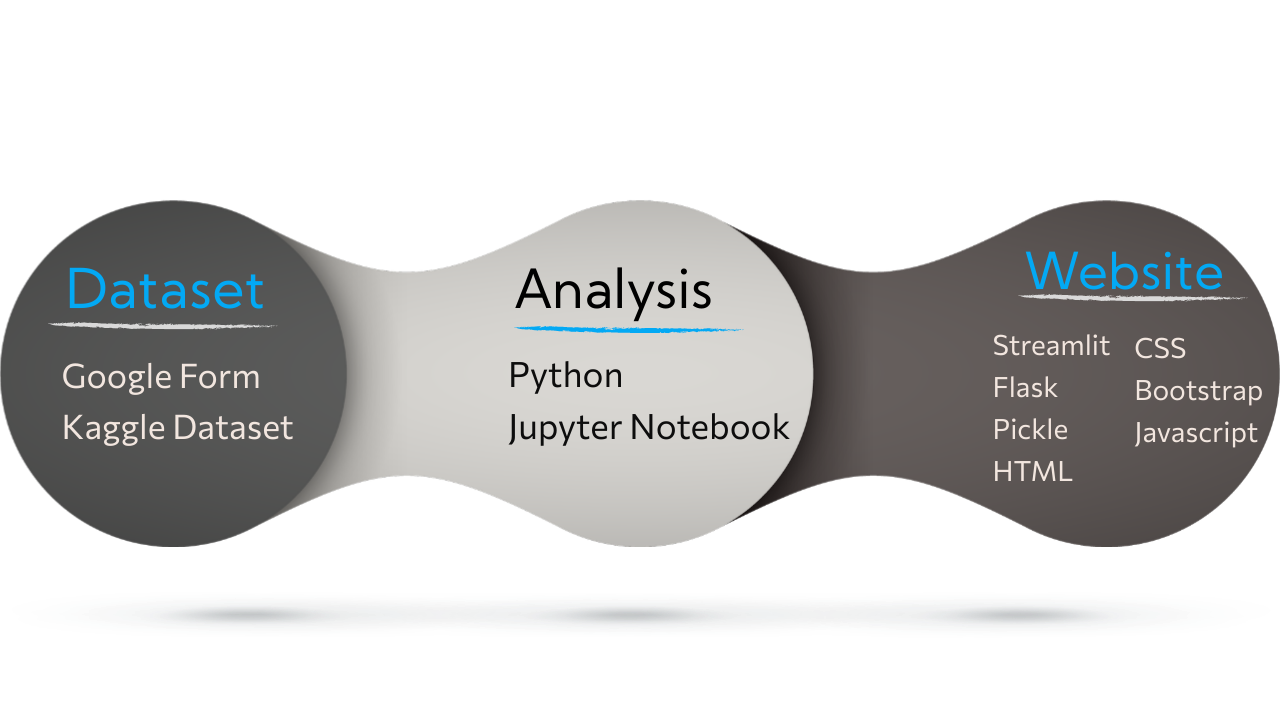 Dataset
Google Form
Kaggle Dataset
Analysis
Python
Jupyter Notebook
Website
Streamlit
Flask
Pickle
HTML
CSS
Bootstrap
Javascript